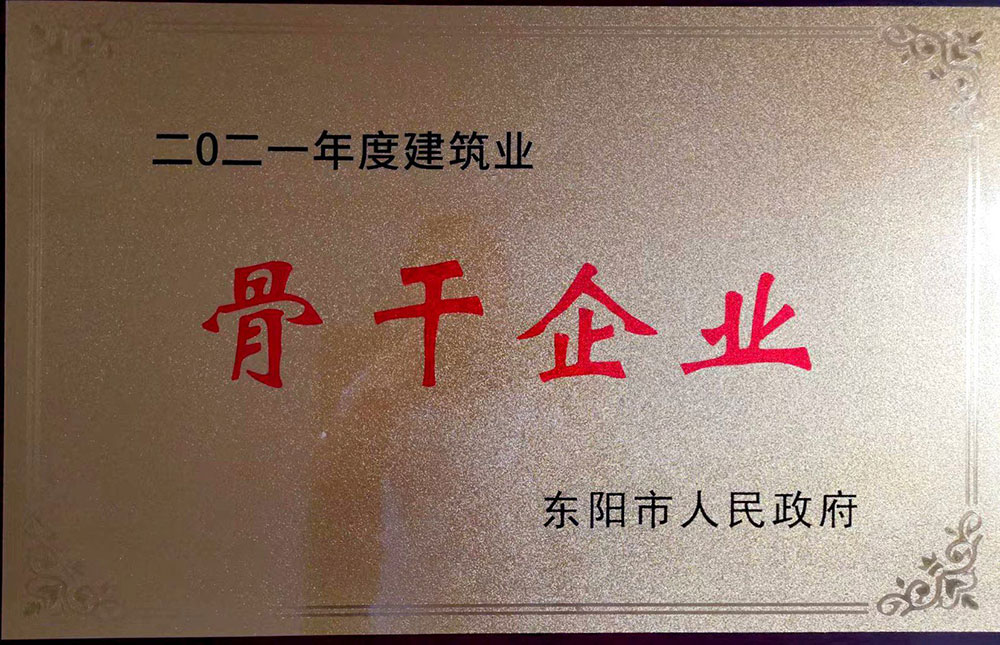 二0二一年度建筑业
骨干企业
东阳市人民政府